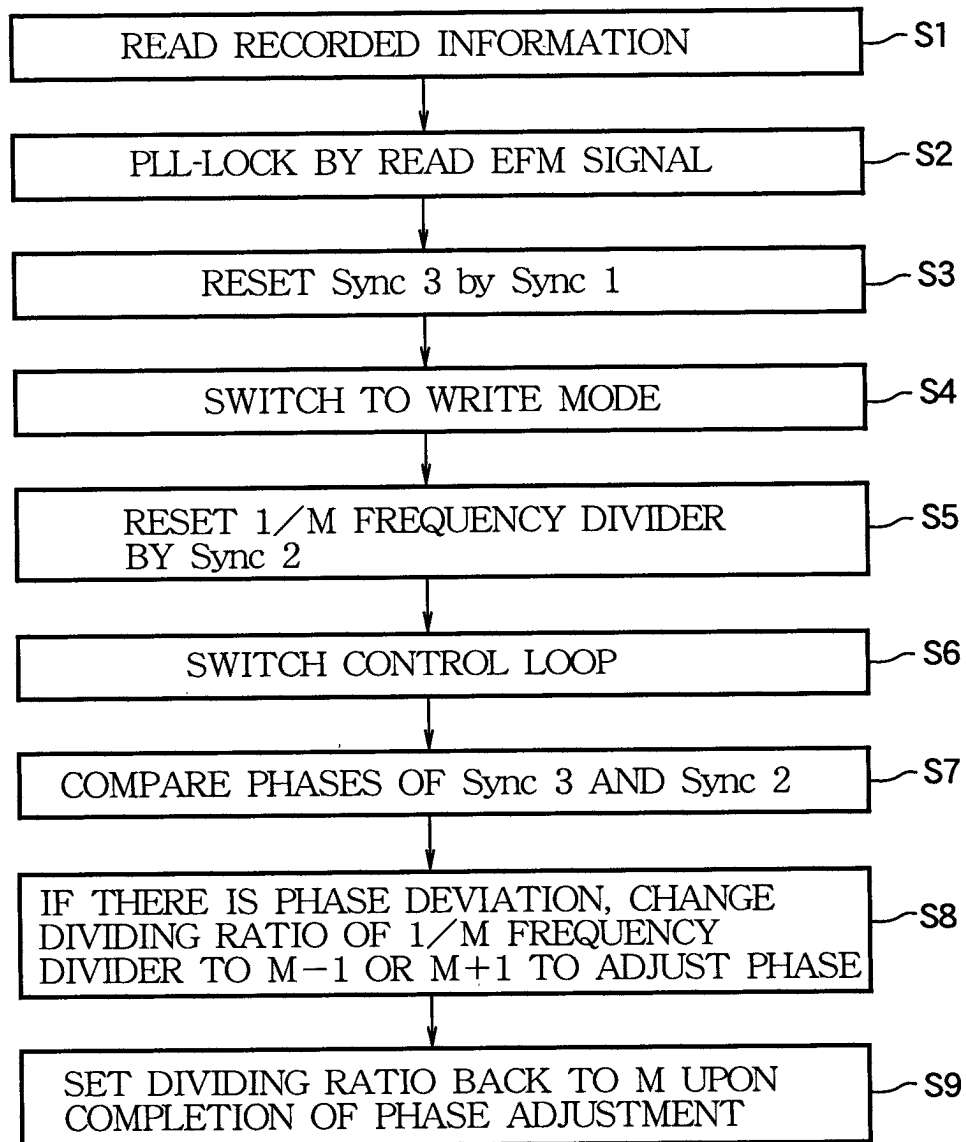 READ RECORDED INFORMATION
S1
PLL-LOCK BY READ EFM SIGNAL
S2
RESET Sync 3 by Sync 1
S3
SWITCH TO WRITE MODE
S4
RESET 1/M FREQUENCY DIVIDER
BY Sync 2
S5
SWITCH CONTROL LOOP
S6
COMPARE PHASES OF Sync 3 AND Sync 2
S7
IF THERE IS PHASE DEVIATION, CHANGE
DIVIDING RATIO OF 1/M FREQUENCY
DIVIDER TO M−1 OR M+1 TO ADJUST PHASE
S8
SET DIVIDING RATIO BACK TO M UPON
COMPLETION OF PHASE ADJUSTMENT
S9